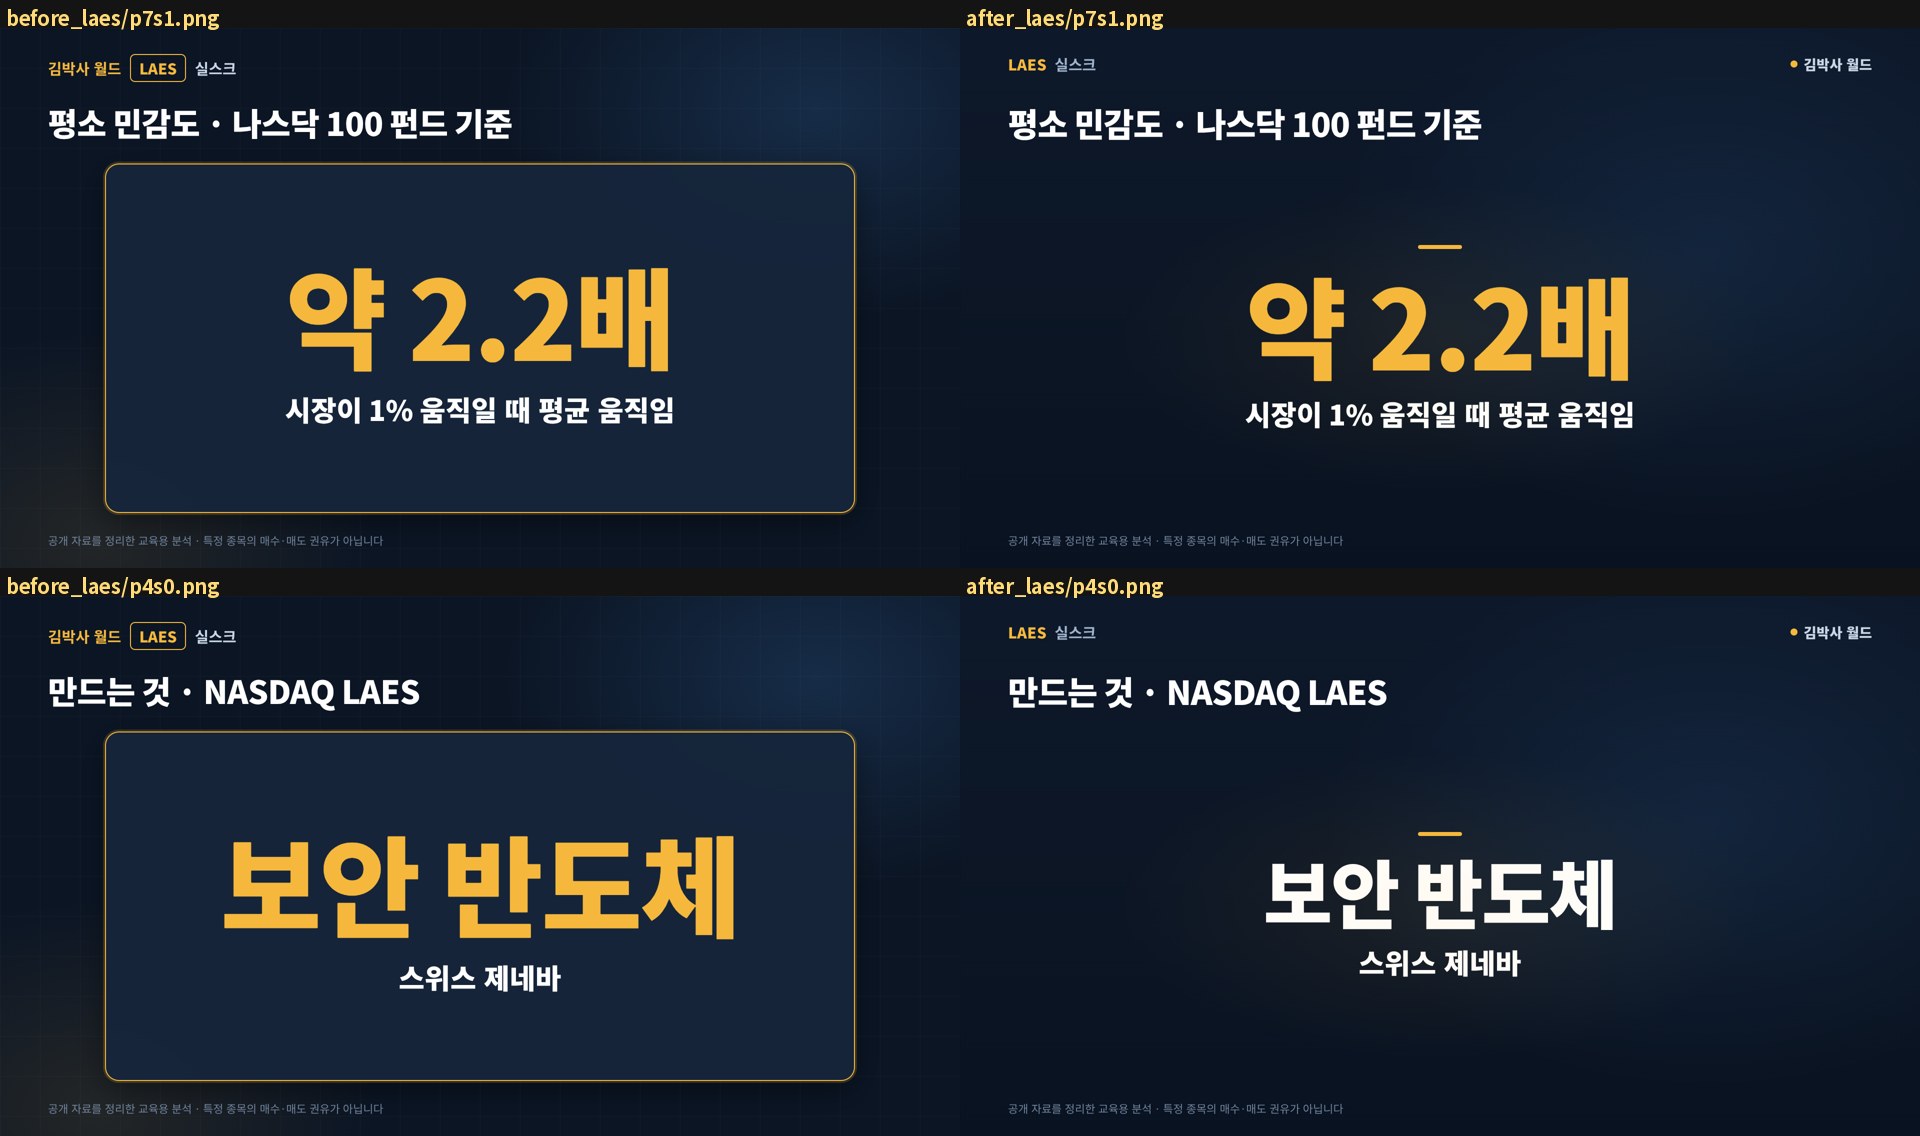 before_laes/p7s1.png
김박사 월드 LAES 실스크
평소 민감도 · 나스닥 100 펀드 기준
약 2.2배
시장이 1% 움직일 때 평균 움직임
공개 자료를 정리한 교육용 분석 · 특정 종목의 매수·매도 권유가 아닙니다
after_laes/p7s1.png
LAES 실스크
김박사 월드
평소 민감도 · 나스닥 100 펀드 기준
약 2.2배
시장이 1% 움직일 때 평균 움직임
공개 자료를 정리한 교육용 분석 · 특정 종목의 매수·매도 권유가 아닙니다
before_laes/p4s0.png
김박사 월드 LAES 실스크
만드는 것 · NASDAQ LAES
보안 반도체
스위스 제네바
공개 자료를 정리한 교육용 분석 · 특정 종목의 매수·매도 권유가 아닙니다
after_laes/p4s0.png
LAES 실스크
김박사 월드
만드는 것 · NASDAQ LAES
보안 반도체
스위스 제네바
공개 자료를 정리한 교육용 분석 · 특정 종목의 매수·매도 권유가 아닙니다